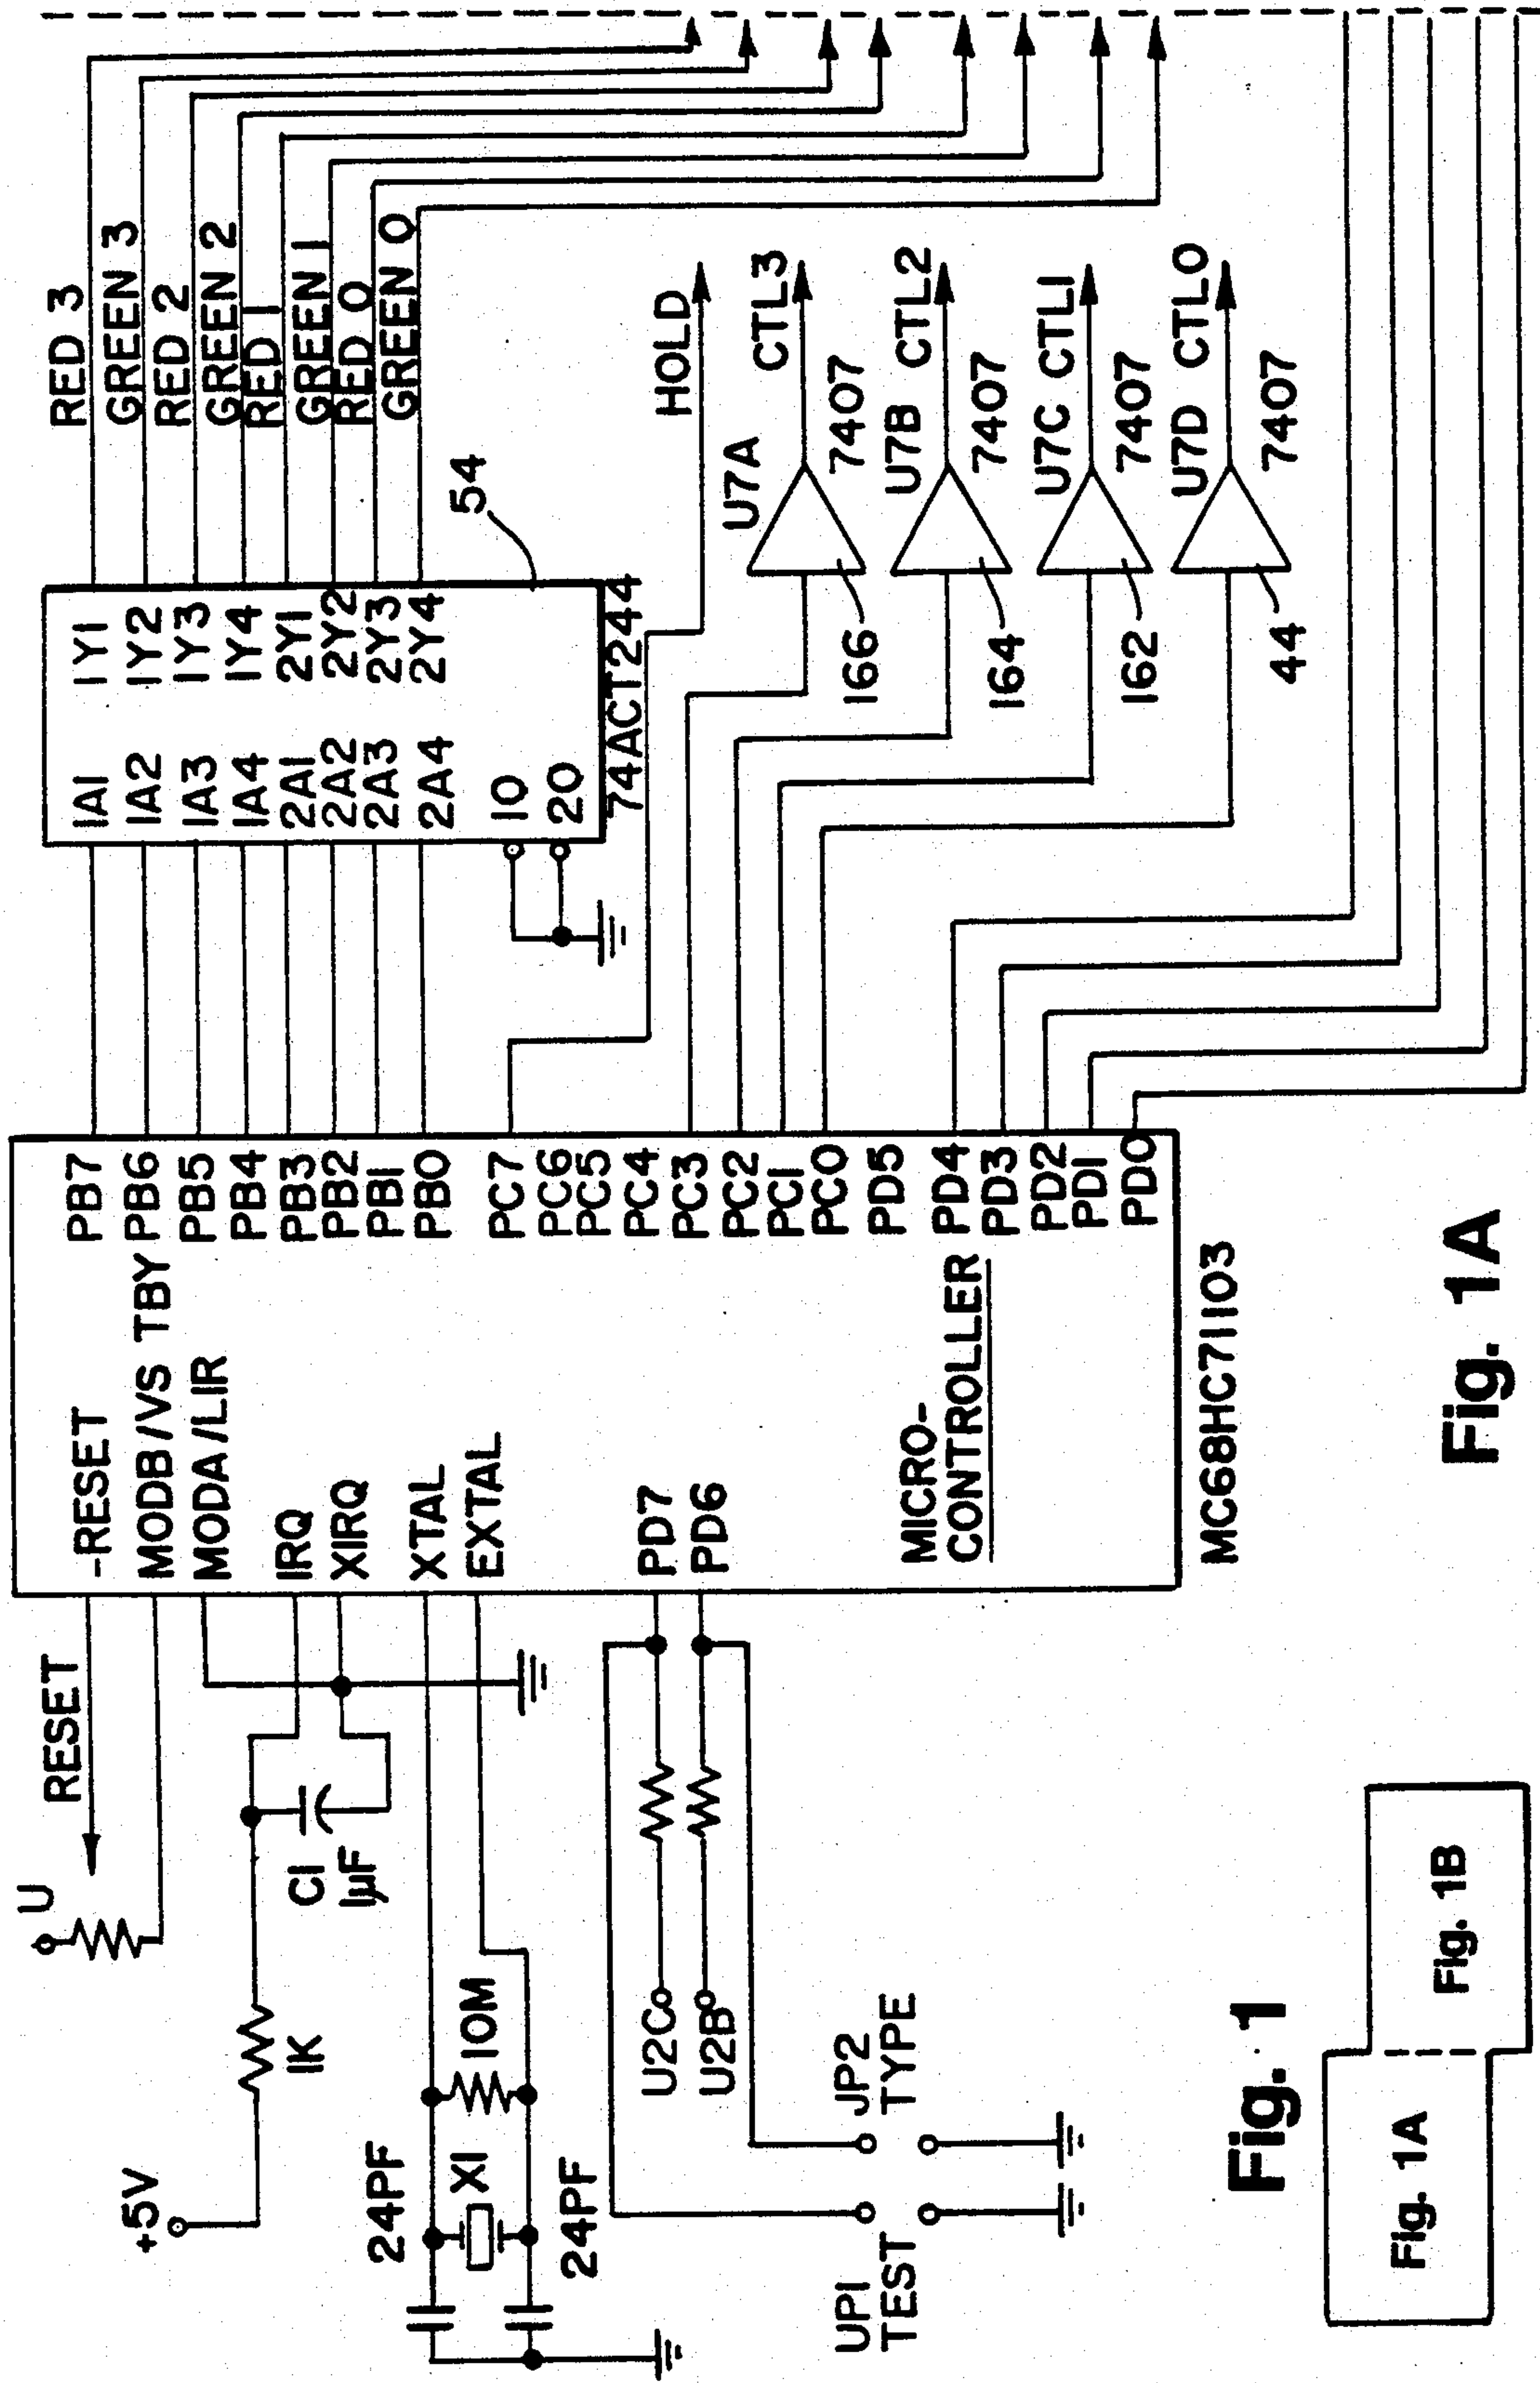 U
RESET
-RESET
MODB/VS TBY
MODA/LIR
IRQ
XIRQ
XTAL
EXTAL
PD7
PD6
MICRO-
CONTROLLER
MC68HC71103
PB7
PB6
PB5
PB4
PB3
PB2
PB1
PB0
PC7
PC6
PC5
PC4
PC3
PC2
PC1
PC0
PD5
PD4
PD3
PD2
PD1
PD0
+5V
1K
C1
1µF
24PF
X1
24PF
10M
U2C
U2B
UP1
TEST
JP2
TYPE
1A1 1Y1
1A2 1Y2
1A3 1Y3
1A4 1Y4
2A1 2Y1
2A2 2Y2
2A3 2Y3
2A4 2Y4
10
20
74ACT244
54
RED 3
GREEN 3
RED 2
GREEN 2
RED 1
GREEN 1
RED 0
GREEN 0
HOLD
U7A CTL3
7407
166
U7B CTL2
7407
164
U7C CTL1
7407
162
U7D CTL0
7407
44
Fig. 1
Fig. 1A
Fig. 1B
Fig. 1A